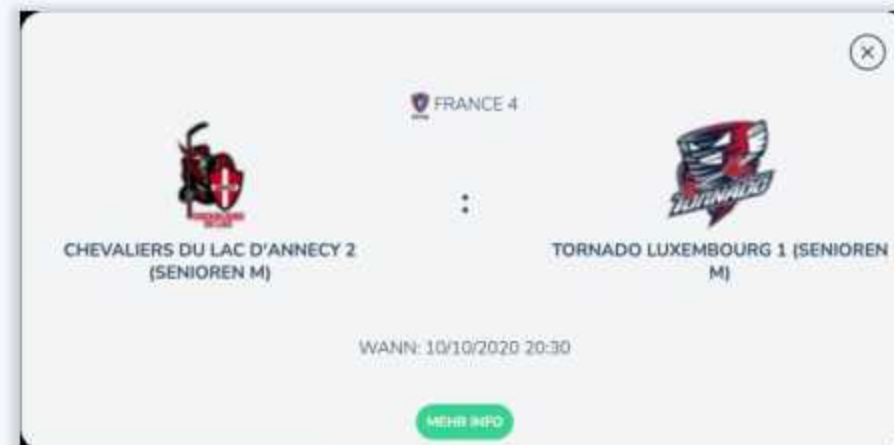 FRANCE 4
:
TORNADO
CHEVALIERS DU LAC D'ANNECY 2
(SENIOREN M)
TORNADO LUXEMBOURG 1 (SENIOREN
M)
WANN: 10/10/2020 20:30
MEHR INFO